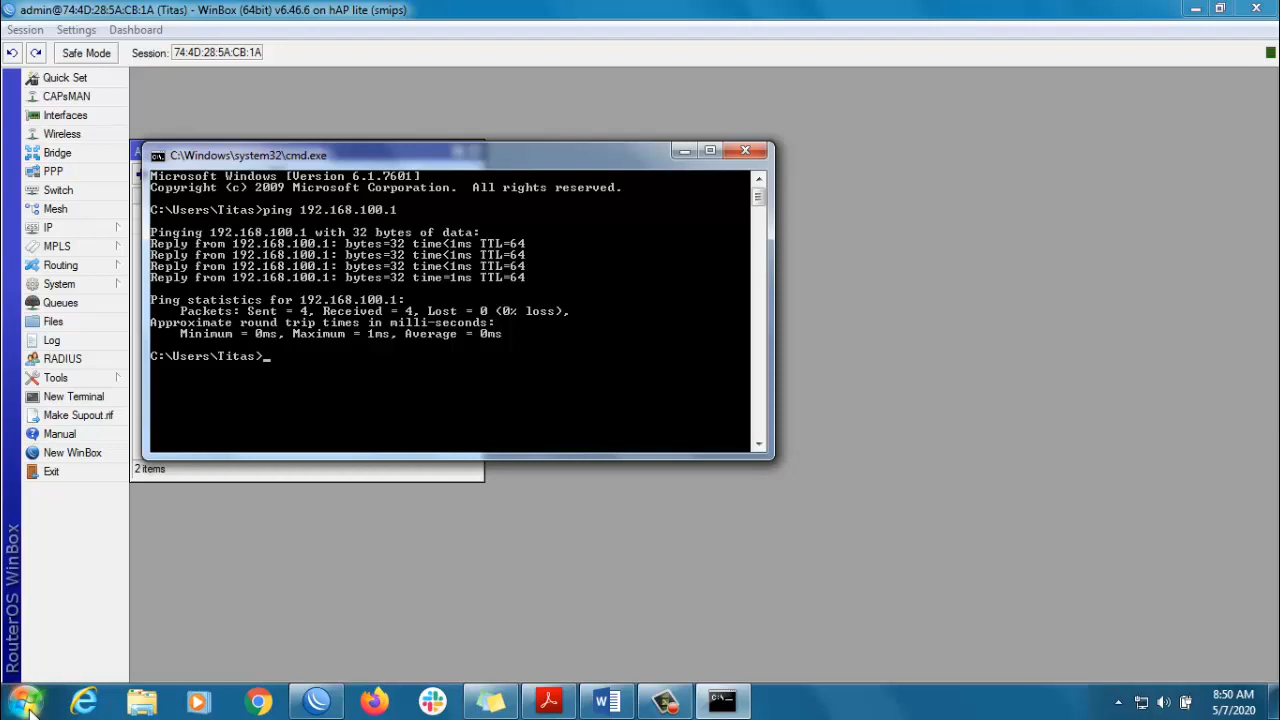 admin@74:4D:28:5A:CB:1A (Titas) - WinBox (64bit) v6.46.6 on hAP lite (smips)
Session Settings Dashboard
Safe Mode Session: 74:4D:28:5A:CB:1A
Quick Set
CAPsMAN
Interfaces
Wireless
Bridge
PPP
Switch
Mesh
IP
MPLS
Routing
System
Queues
Files
Log
RADIUS
Tools
New Terminal
Make Supout.rif
Manual
New WinBox
Exit
RouterOS WinBox
C:\Windows\system32\cmd.exe
Microsoft Windows [Version 6.1.7601]
Copyright (c) 2009 Microsoft Corporation. All rights reserved.
C:\Users\Titas>ping 192.168.100.1
Pinging 192.168.100.1 with 32 bytes of data:
Reply from 192.168.100.1: bytes=32 time<1ms TTL=64
Reply from 192.168.100.1: bytes=32 time<1ms TTL=64
Reply from 192.168.100.1: bytes=32 time<1ms TTL=64
Reply from 192.168.100.1: bytes=32 time=1ms TTL=64
Ping statistics for 192.168.100.1:
Packets: Sent = 4, Received = 4, Lost = 0 (0% loss),
Approximate round trip times in milli-seconds:
Minimum = 0ms, Maximum = 1ms, Average = 0ms
C:\Users\Titas>_
2 items
8:50 AM
5/7/2020